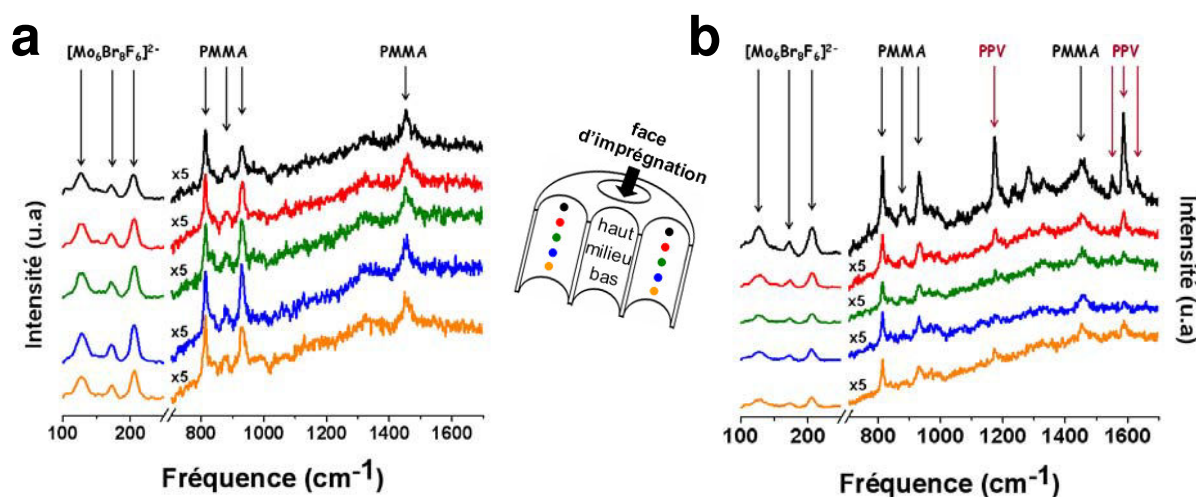 a
[Mo6Br8F6]2-
PMMA
PMMA
x5
x5
x5
x5
x5
Intensité (u.a)
100
200
800
1000
1200
1400
1600
Fréquence (cm-1)
face
d'imprégnation
haut
milieu
bas
b
[Mo6Br8F6]2-
PMMA
PPV
PMMA
PPV
x5
x5
x5
x5
Intensité (u.a)
100
200
800
1000
1200
1400
1600
Fréquence (cm-1)